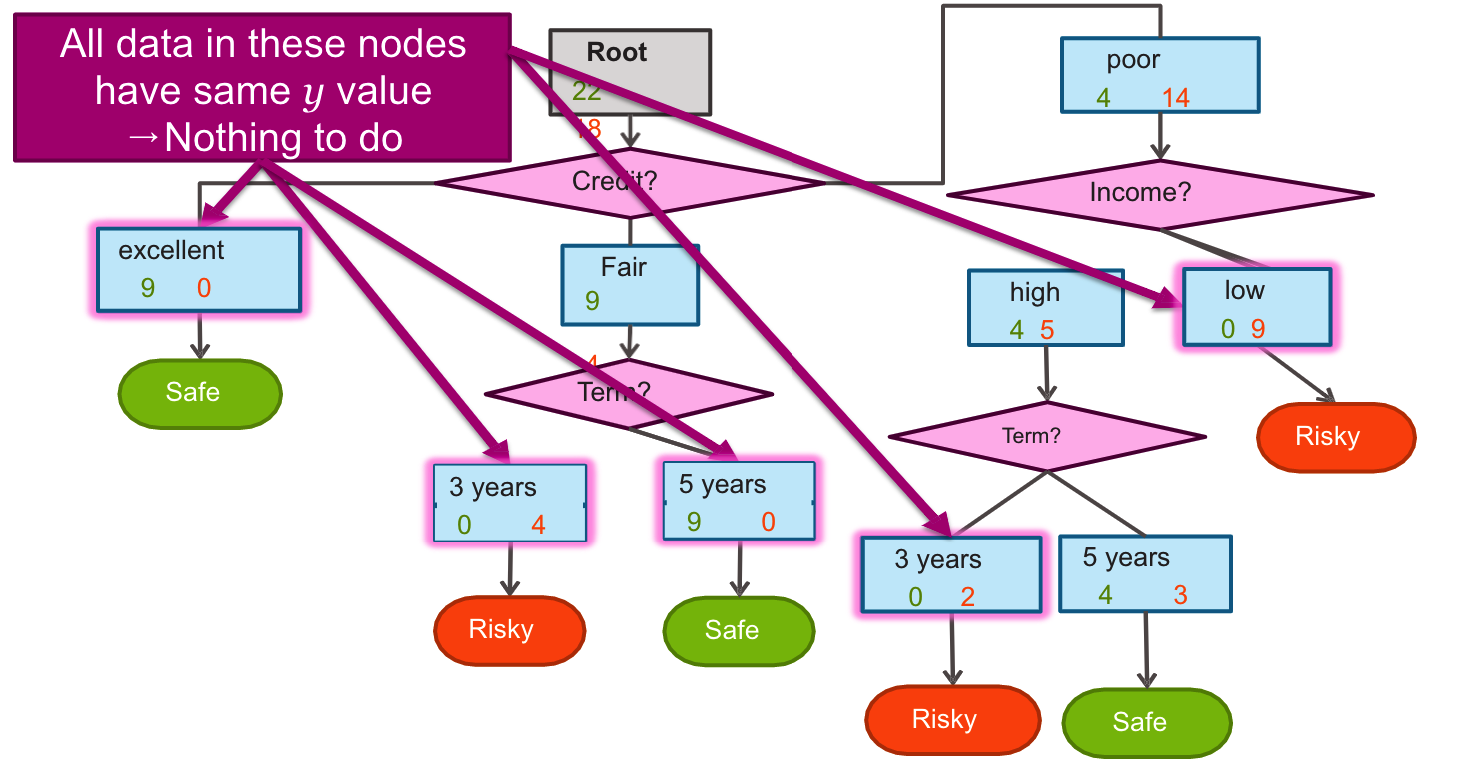 All data in these nodes
have same y value
→Nothing to do
Root
22
18
Credit?
poor
4 14
Income?
excellent
9 0
Safe
Fair
9
4
Term?
3 years
0 4
Risky
5 years
9 0
Safe
high
4 5
Term?
low
0 9
Risky
3 years
0 2
Risky
5 years
4 3
Safe